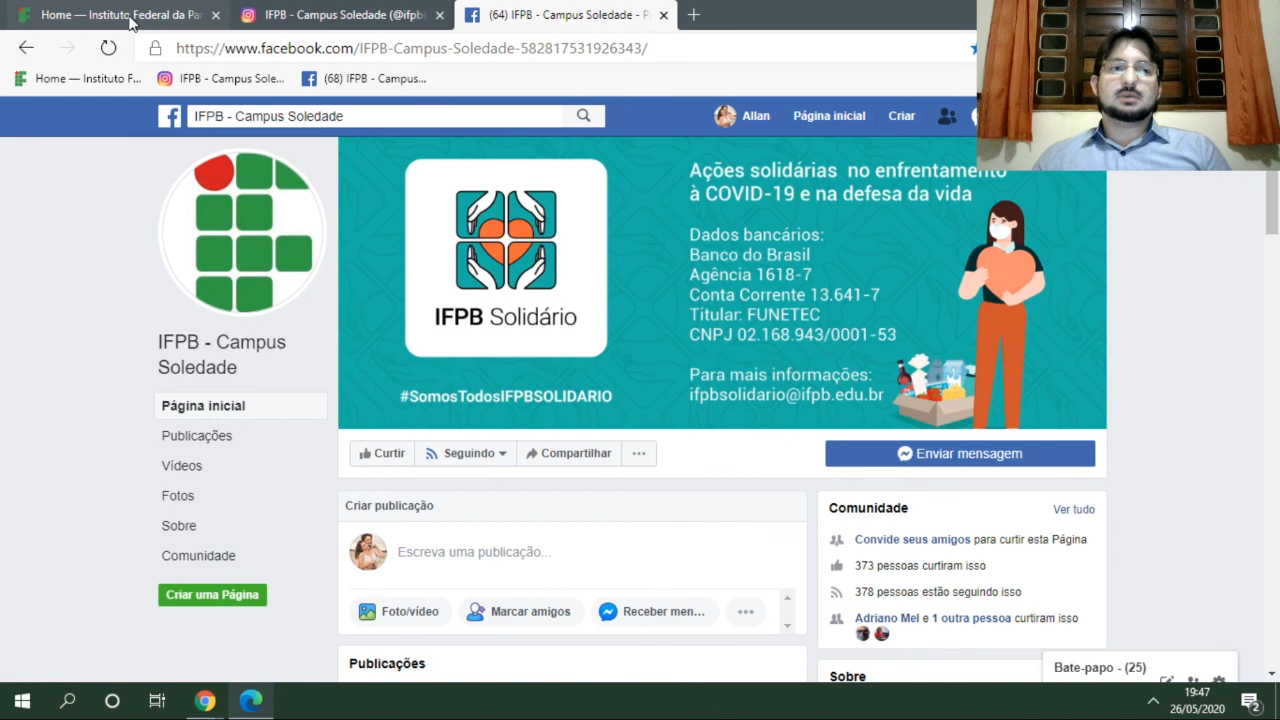 Home — Instituto Federal da Par
IFPB - Campus Soledade (@ifpbs
(64) IFPB - Campus Soledade - P
https://www.facebook.com/IFPB-Campus-Soledade-582817531926343/
Home — Instituto F...
IFPB - Campus Sole...
(68) IFPB - Campus...
IFPB - Campus Soledade
Allan
Página inicial
Criar
Ações solidárias no enfrentamento
à COVID-19 e na defesa da vida
Dados bancários:
Banco do Brasil
Agência 1618-7
Conta Corrente 13.641-7
Titular: FUNETEC
CNPJ 02.168.943/0001-53
Para mais informações:
ifpbsolidario@ifpb.edu.br
IFPB Solidário
#SomosTodosIFPBSOLIDARIO
IFPB - Campus
Soledade
Página inicial
Publicações
Vídeos
Fotos
Sobre
Comunidade
Criar uma Página
Curtir
Seguindo
Compartilhar
Enviar mensagem
Criar publicação
Escreva uma publicação...
Foto/vídeo
Marcar amigos
Receber men...
Publicações
Comunidade
Ver tudo
Convide seus amigos para curtir esta Página
373 pessoas curtiram isso
378 pessoas estão seguindo isso
Adriano Mel e 1 outra pessoa curtiram isso
Sobre
Bate-papo - (25)
19:47
26/05/2020
2